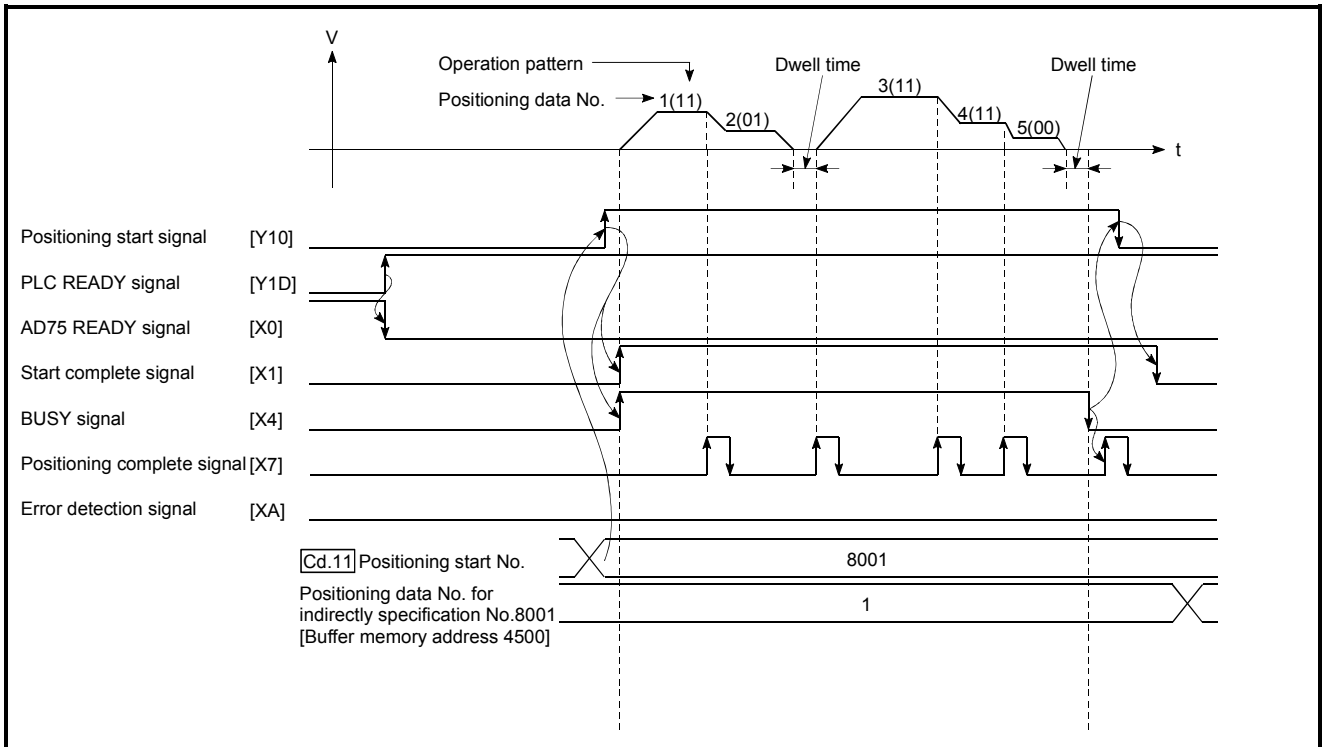 V
Operation pattern
Dwell time
Dwell time
Positioning data No.
1(11)
2(01)
3(11)
4(11)
5(00)
t
Positioning start signal [Y10]
PLC READY signal [Y1D]
AD75 READY signal [X0]
Start complete signal [X1]
BUSY signal [X4]
Positioning complete signal [X7]
Error detection signal [XA]
Cd.11 Positioning start No.
8001
Positioning data No. for
indirectly specification No.8001
[Buffer memory address 4500]
1